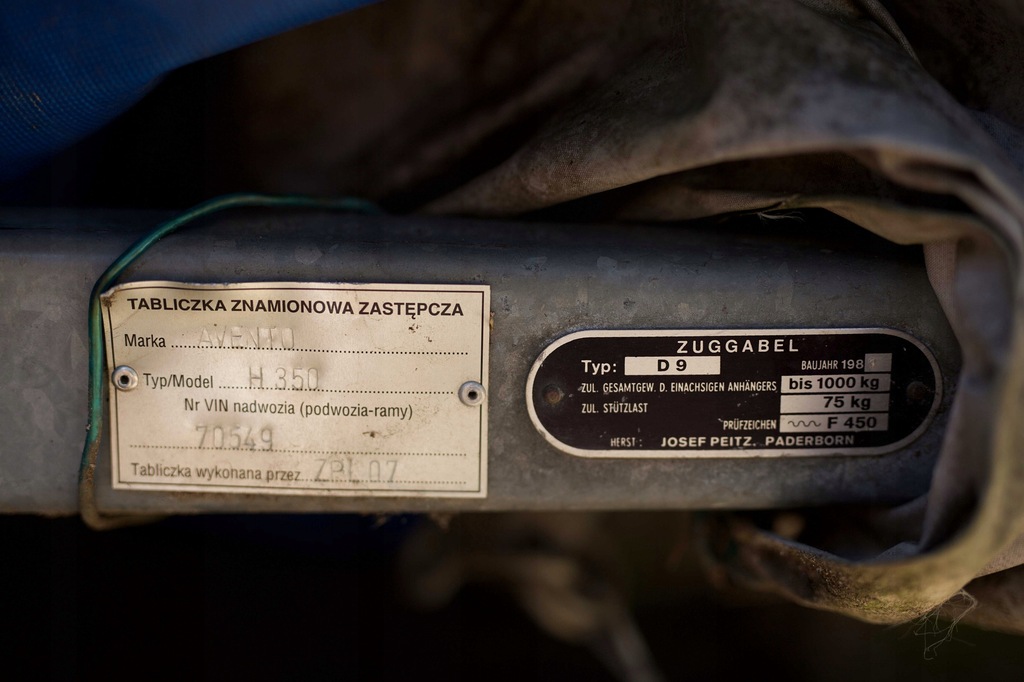 TABLICZKA ZNAMIONOWA ZASTĘPCZA
Marka AVENTO
Typ/Model H 350
Nr VIN nadwozia (podwozia-ramy)
70549
Tabliczka wykonana przez ZPL 07
ZUGGABEL
Typ: D 9 BAUJAHR 198
ZUL. GESAMTGEW. D. EINACHSIGEN ANHÄNGERS bis 1000 kg
ZUL. STÜTZLAST 75 kg
PRÜFZEICHEN F 450
HERST: JOSEF PEITZ, PADERBORN